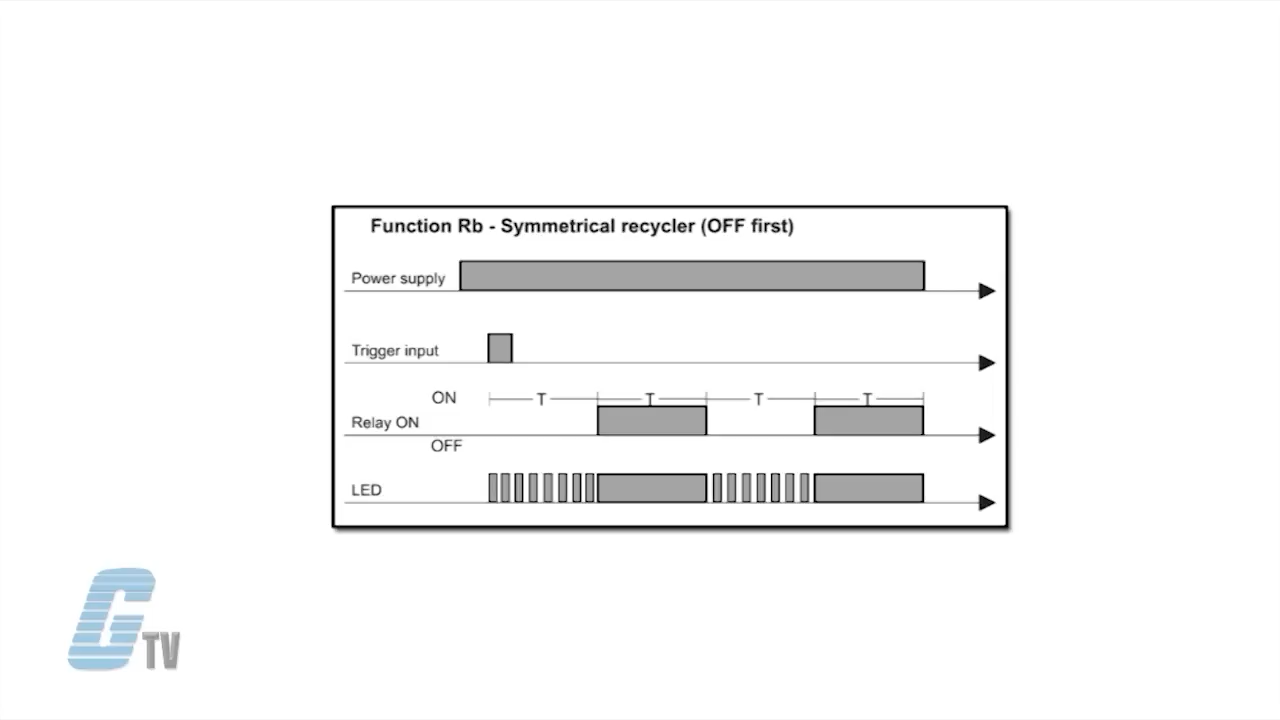 Function Rb - Symmetrical recycler (OFF first)
Power supply
Trigger input
ON
T T T T
Relay ON
OFF
LED
G TV